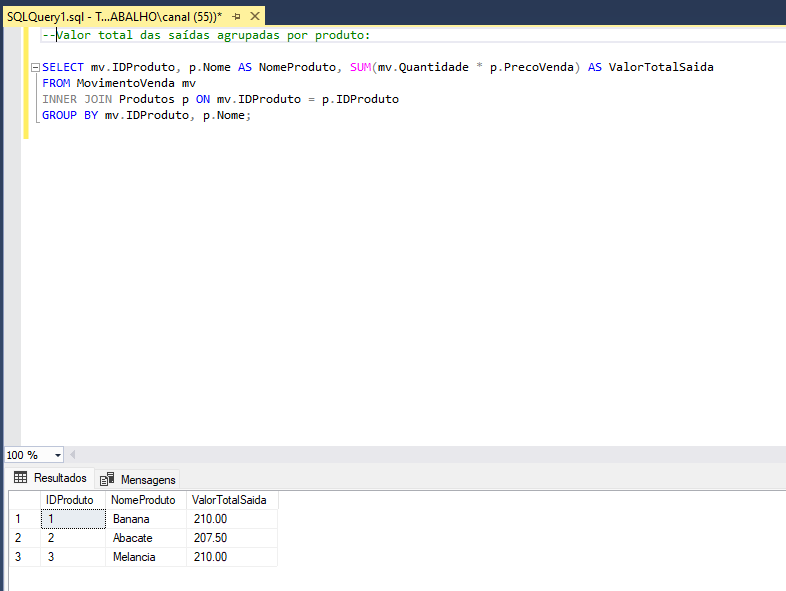 SQLQuery1.sql - T...ABALHO\canal (55))*
--Valor total das saídas agrupadas por produto:
SELECT mv.IDProduto, p.Nome AS NomeProduto, SUM(mv.Quantidade * p.PrecoVenda) AS ValorTotalSaida
FROM MovimentoVenda mv
INNER JOIN Produtos p ON mv.IDProduto = p.IDProduto
GROUP BY mv.IDProduto, p.Nome;
100 %
Resultados Mensagens
IDProduto NomeProduto ValorTotalSaida
1 1 Banana 210.00
2 2 Abacate 207.50
3 3 Melancia 210.00